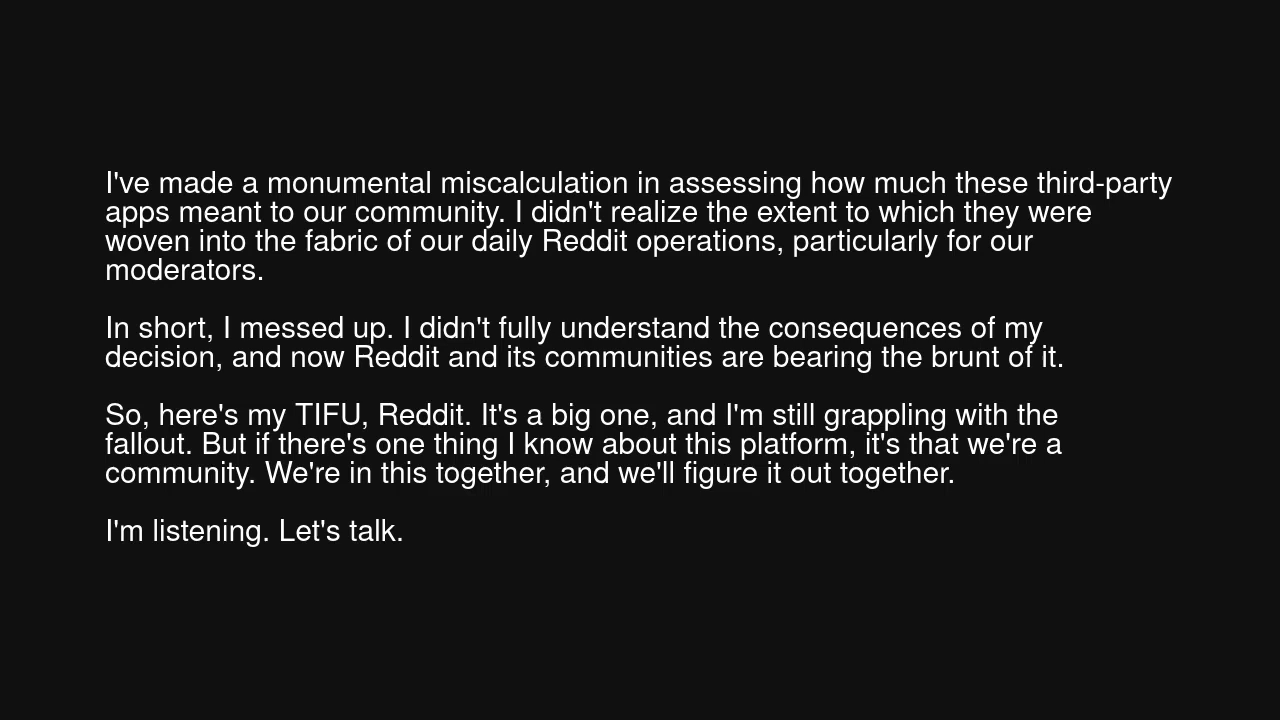 I've made a monumental miscalculation in assessing how much these third-party
apps meant to our community. I didn't realize the extent to which they were
woven into the fabric of our daily Reddit operations, particularly for our
moderators.
In short, I messed up. I didn't fully understand the consequences of my
decision, and now Reddit and its communities are bearing the brunt of it.
So, here's my TIFU, Reddit. It's a big one, and I'm still grappling with the
fallout. But if there's one thing I know about this platform, it's that we're a
community. We're in this together, and we'll figure it out together.
I'm listening. Let's talk.